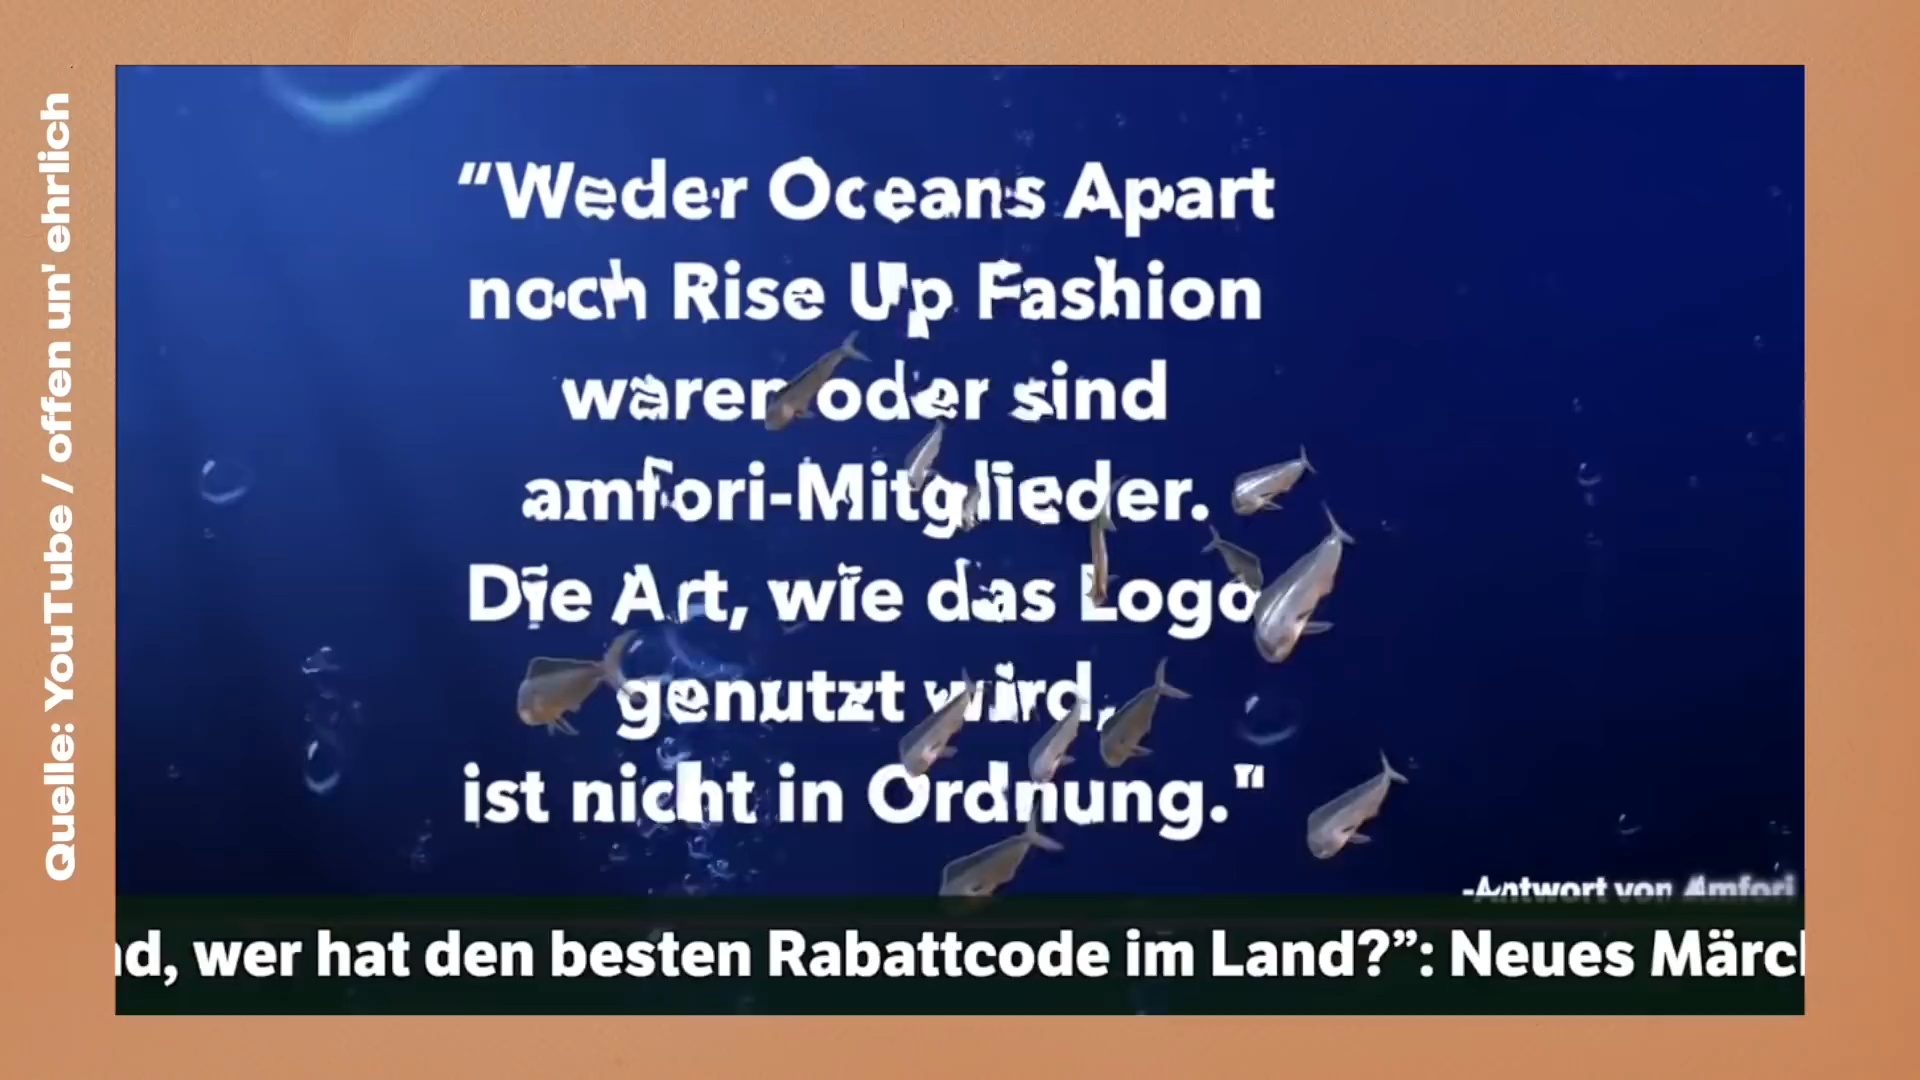 Quelle: YouTube / offen un' ehrlich
“Weder Oceans Apart
noch Rise Up Fashion
waren oder sind
amfori-Mitglieder.
Die Art, wie das Logo
genutzt wird,
ist nicht in Ordnung."
-Antwort von Amfori
nd, wer hat den besten Rabattcode im Land?”: Neues Märch